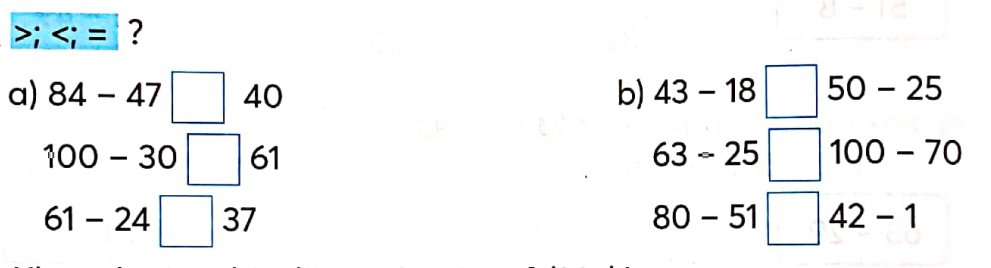 >; <; = ?
a) 84 – 47 □ 40
100 – 30 □ 61
61 – 24 □ 37
b) 43 – 18 □ 50 – 25
63 – 25 □ 100 – 70
80 – 51 □ 42 – 1